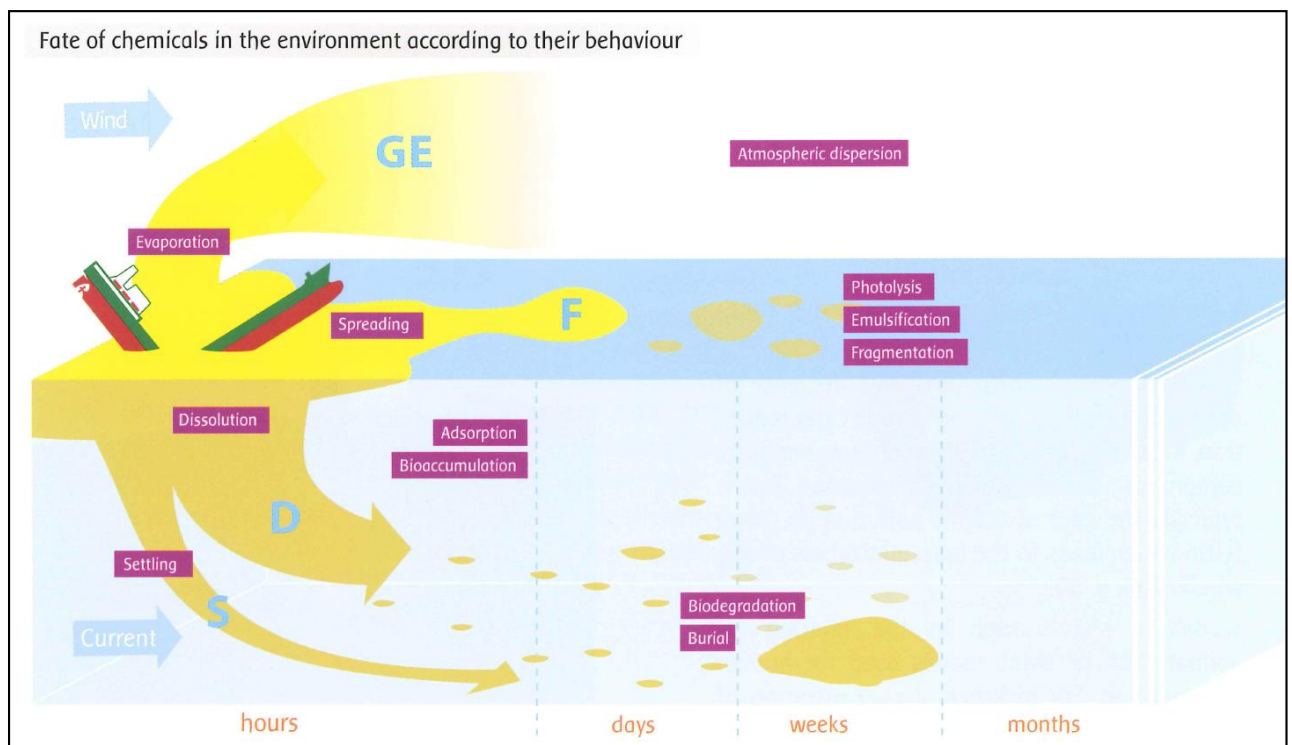 Fate of chemicals in the environment according to their behaviour
Wind
GE
Atmospheric dispersion
Evaporation
Photolysis
Spreading
F
Emulsification
Fragmentation
Dissolution
Adsorption
Bioaccumulation
D
Settling
S
Biodegradation
Current
Burial
hours
days
weeks
months